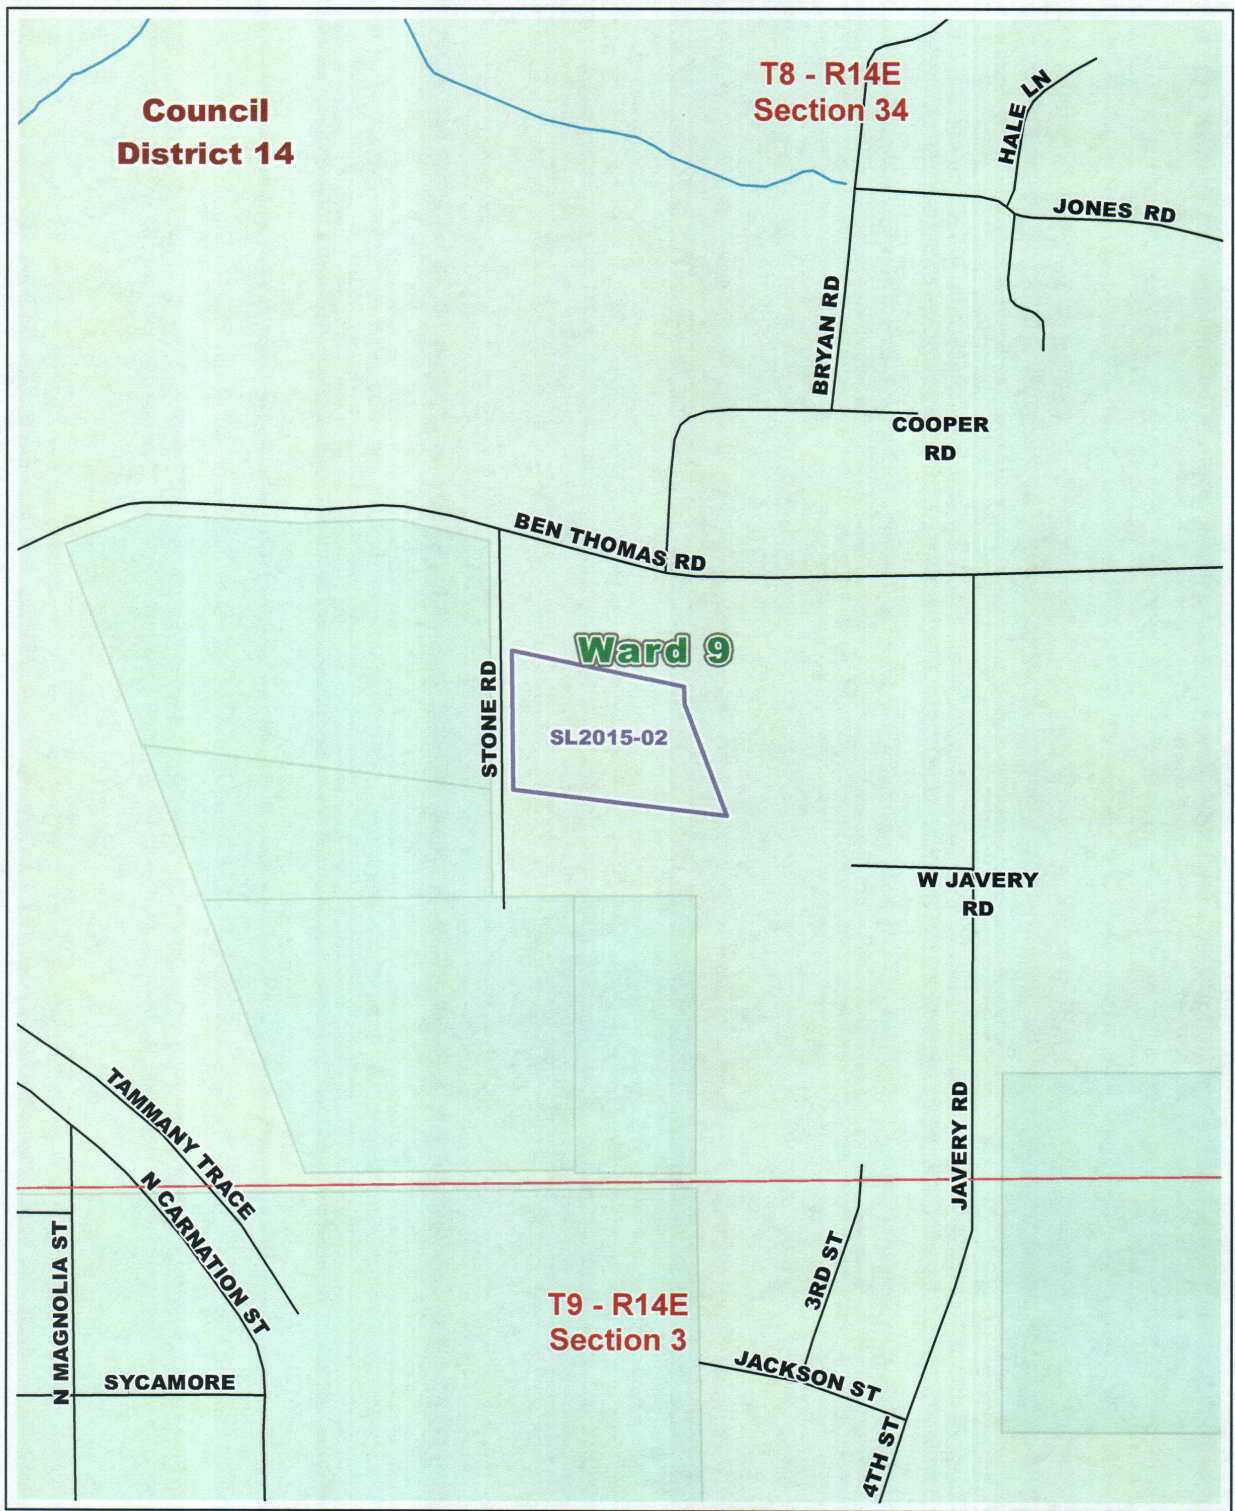 Council
District 14
T8 - R14E
Section 34
HALE LN
JONES RD
BRYAN RD
COOPER
RD
BEN THOMAS RD
Ward 9
STONE RD
SL2015-02
W JAVERY
RD
TAMMANY TRACE
JAVERY RD
N CARNATION ST
N MAGNOLIA ST
3RD ST
T9 - R14E
Section 3
JACKSON ST
SYCAMORE
4TH ST